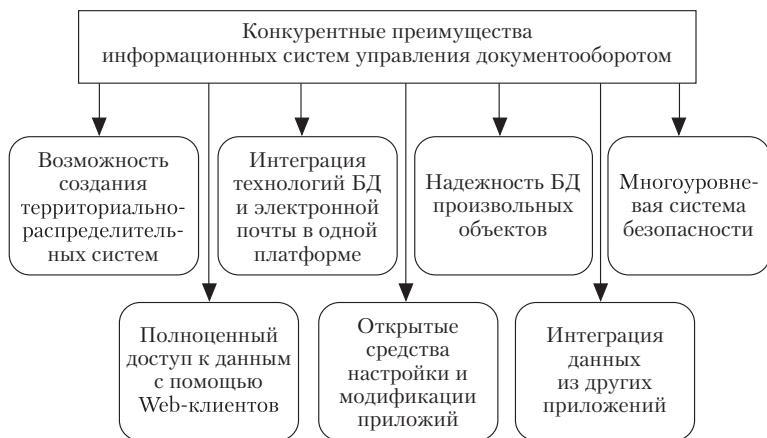 Конкурентные преимущества
информационных систем управления документооборотом
Возможность
создания
территориально-
распределитель-
ных систем
Интеграция
технологий БД
и электронной
почты в одной
платформе
Надежность БД
произвольных
объектов
Многоуровне-
вая система
безопасности
Полноценный
доступ к данным
с помощью
Web-клиентов
Открытые
средства
настройки и
модификации
приложий
Интеграция
данных
из других
приложений